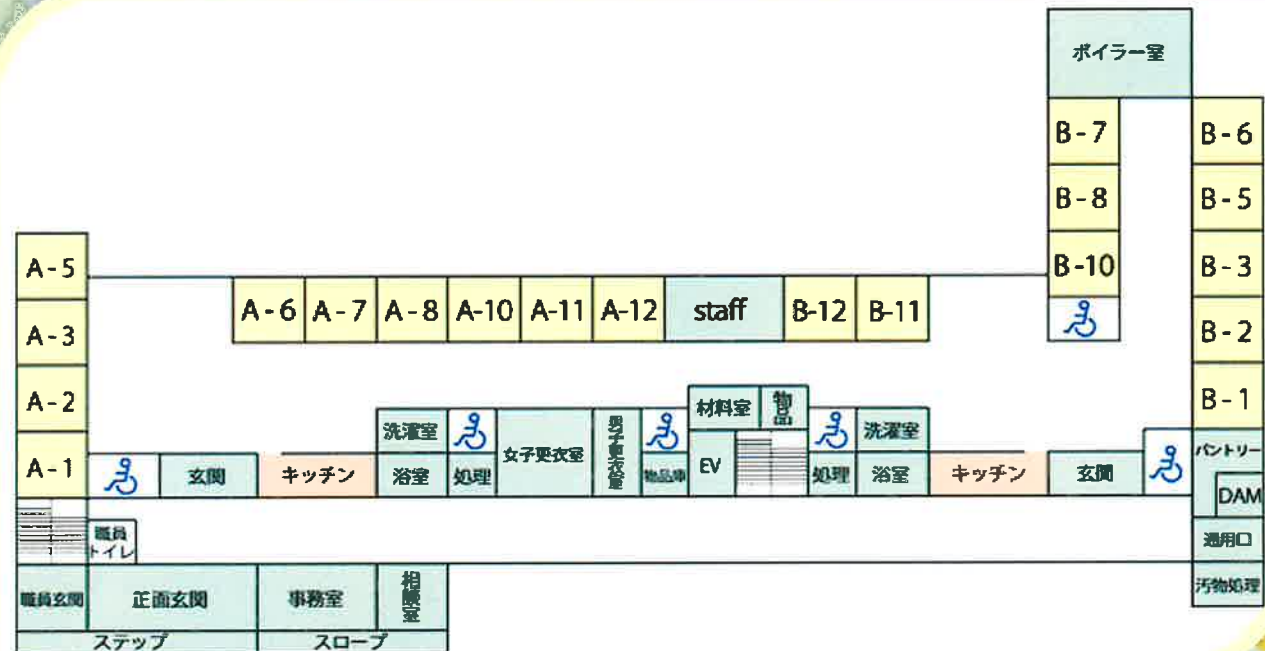 ボイラー室
B-7
B-6
B-8
B-5
A-5
B-10
B-3
A-6 A-7 A-8 A-10 A-11 A-12 staff B-12 B-11
A-3
B-2
A-2
B-1
材料室
物品
洗濯室
女子更衣室
男子更衣室
洗濯室
A-1
玄関
キッチン
浴室
処理
物品庫
EV
処理
浴室
キッチン
玄関
パントリー
DAM
職員
トイレ
通用口
職員玄関
正面玄関
事務室
相談室
汚物処理
ステップ
スロープ